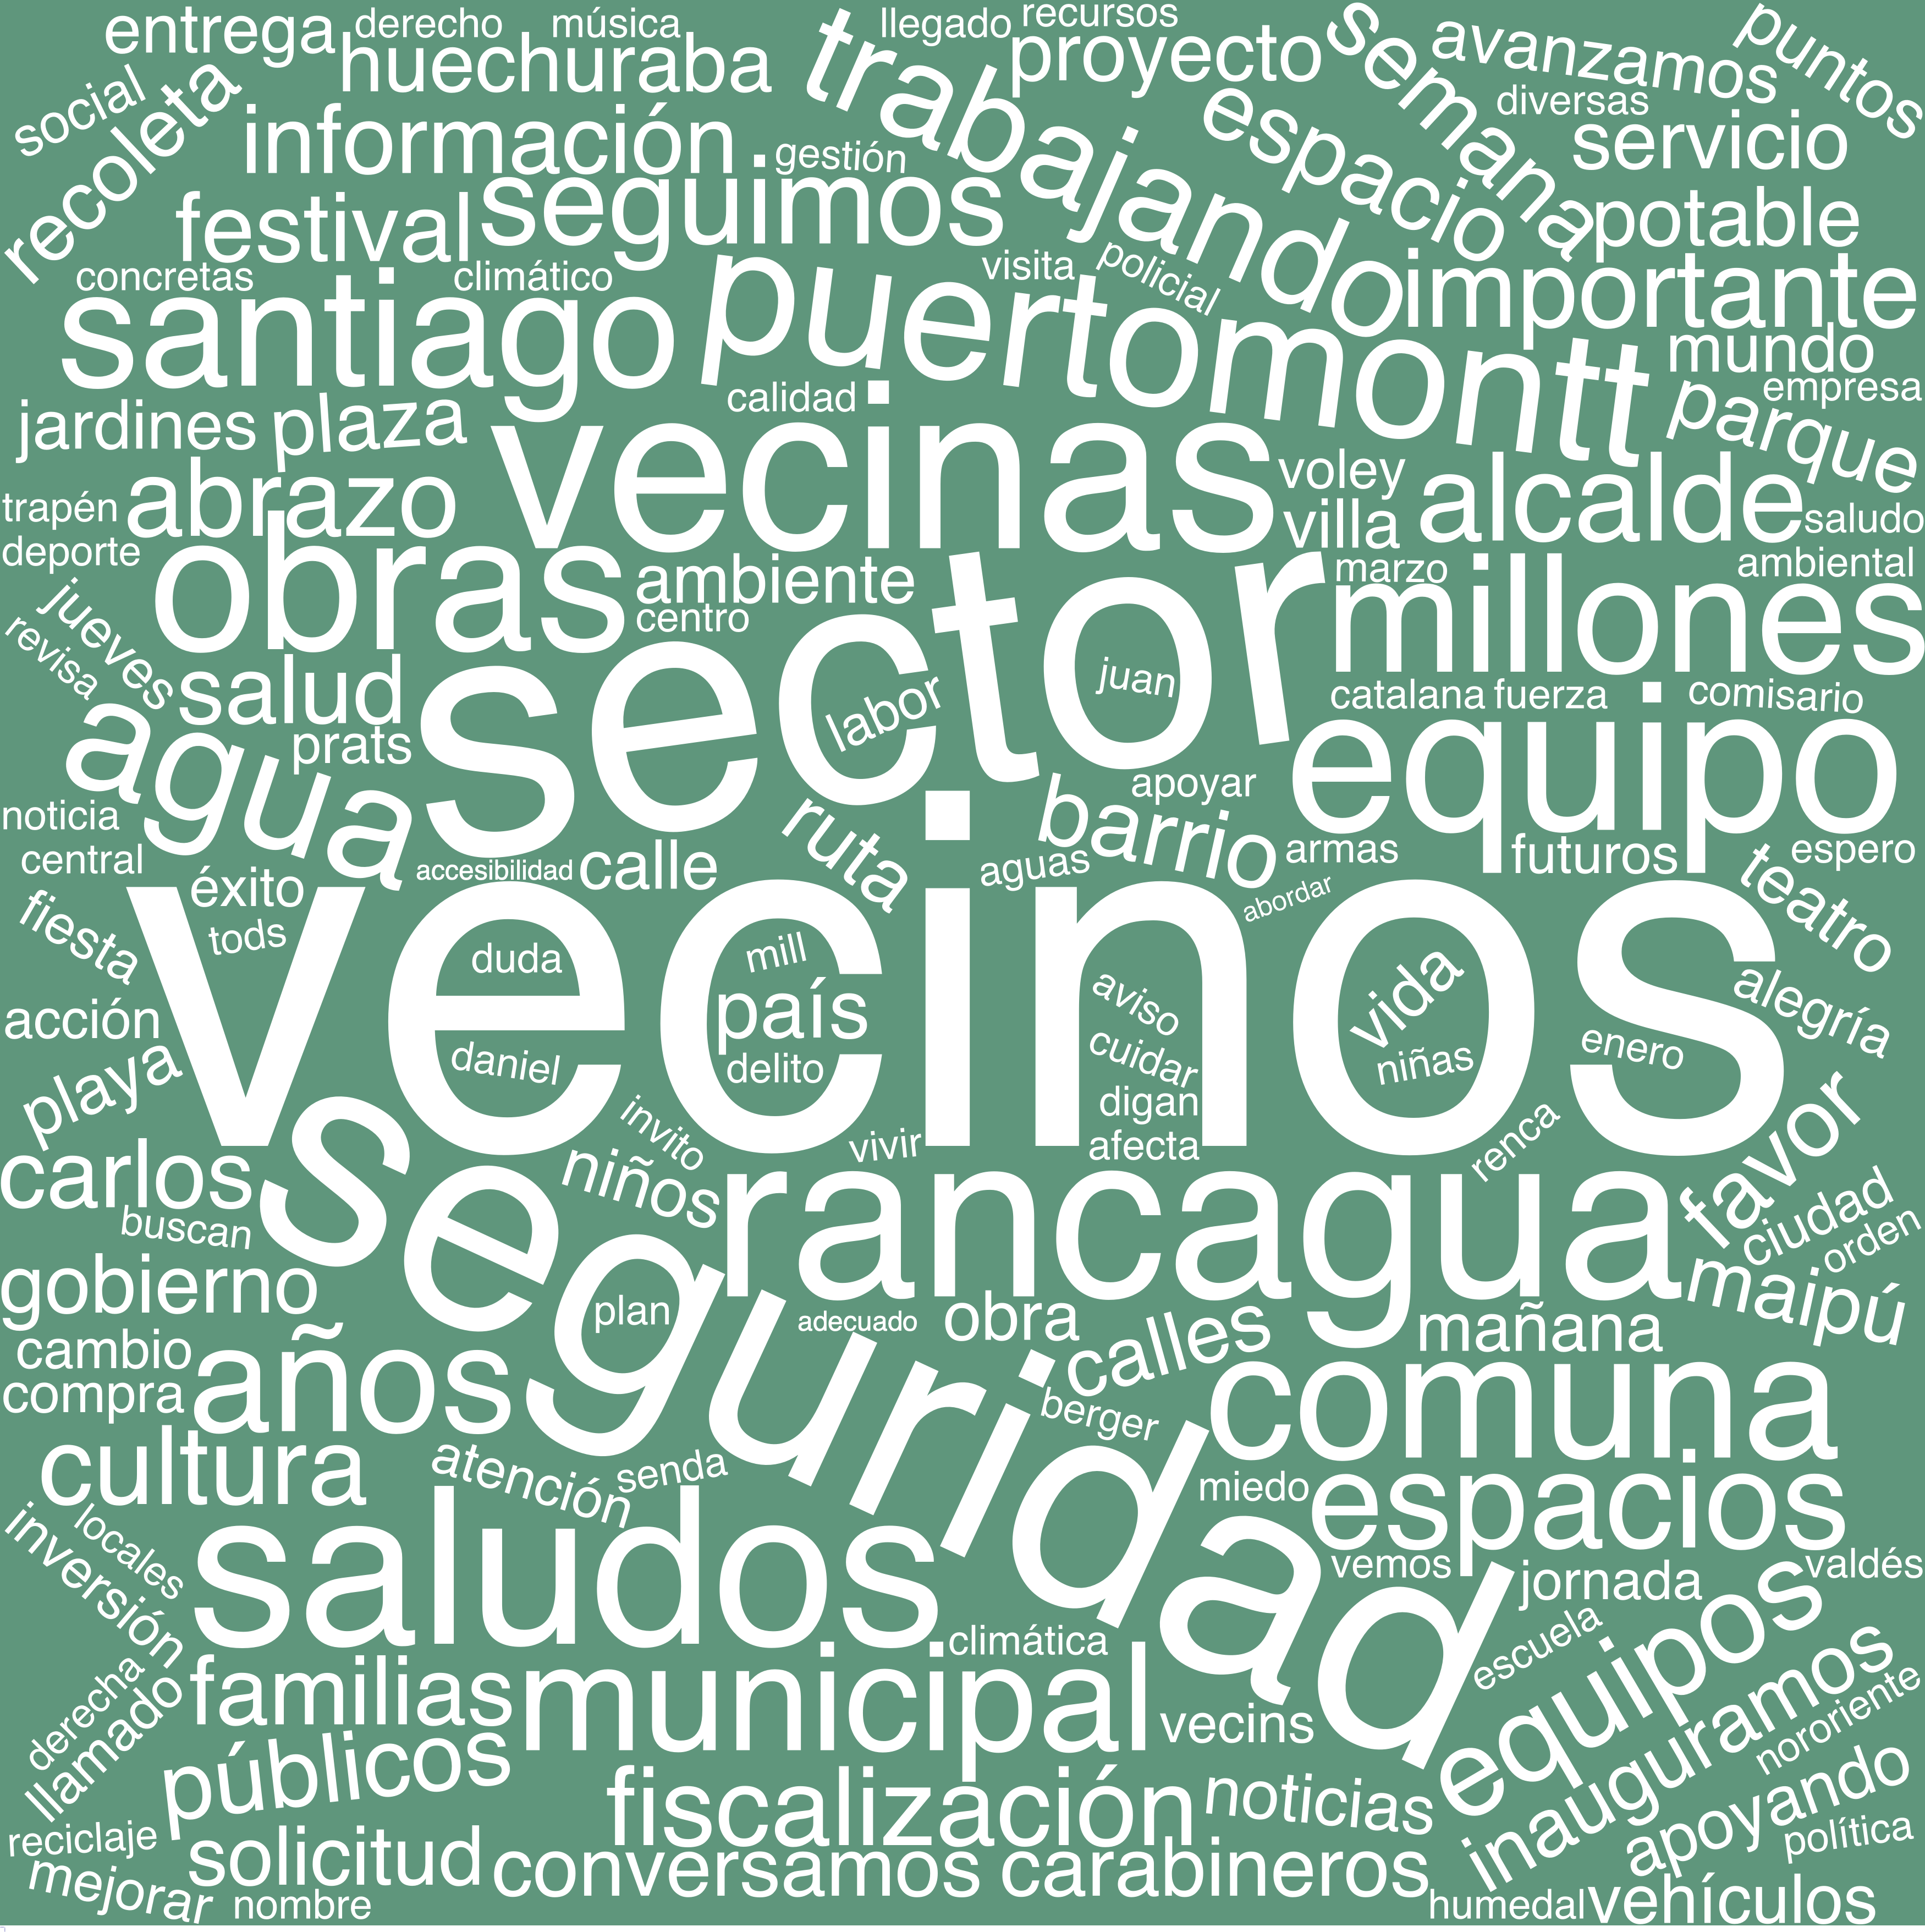 entrega
derecho
música
llegado
recursos
huechuraba
proyecto
semana
avanzamos
puntos
social
recoleta
trabajando
espacio
diversas
servicio
información
gestión
festival
seguimos
potable
concretas
climático
visita
policial
importante
santiago
puertomontt
mundo
empresa
calidad
jardines
plaza
parque
vecinas
voley
alcalde
trapén
abrazo
villa
saludo
deporte
obras
ambiente
marzo
ambiental
centro
sector
millones
jueves
revisa
salud
juan
labor
catalana
fuerza
comisario
agua
prats
equipo
noticia
apoyar
ruta
barrio
central
accesibilidad
calle
aguas
armas
futuros
espero
éxito
abordar
teatro
fiesta
tods
vecinos
duda
mill
vida
alegría
acción
país
aviso
playa
daniel
delito
cuidar
niñas
enero
digan
invito
vivir
afecta
renca
favor
carlos
seguridad
niños
rancagua
ciudad
buscan
orden
gobierno
plan
adecuado
obra
calles
mañana
maipú
cambio
compra
años
berger
comuna
cultura
atención
senda
miedo
espacios
locales
inversión
saludos
vemos
jornada
valdés
climática
escuela
equipos
derecha
llamado
familias
municipal
vecins
inauguramos
nororiente
públicos
fiscalización
noticias
apoyando
reciclaje
solicitud
conversamos
carabineros
política
mejorar
nombre
humedal
vehículos